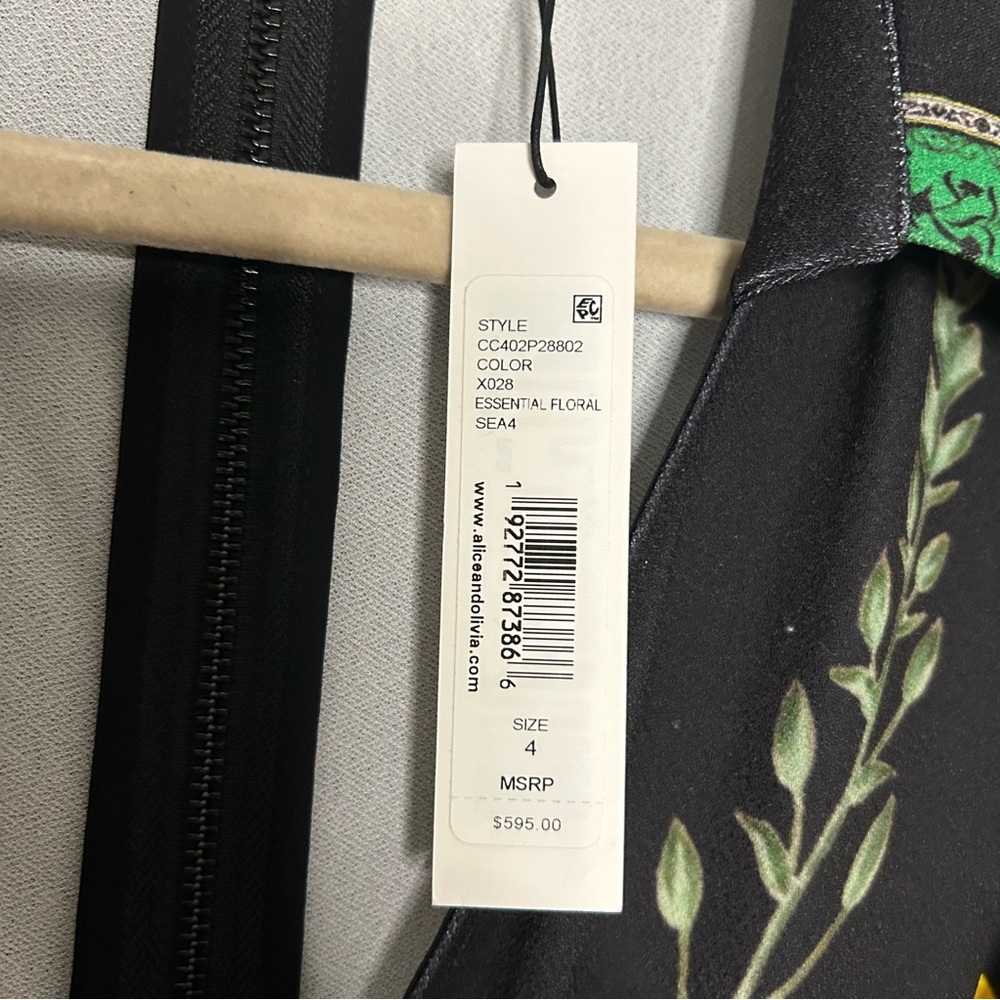 EPC
STYLE
CC402P28802
COLOR
X028
ESSENTIAL FLORAL
SEA4
1 92772 87386 6
www.aliceandolivia.com
SIZE
4
MSRP
$595.00